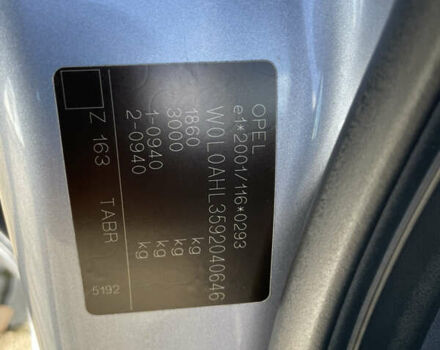 OPEL
e1*2001/116*0293
W0L0AHL3592040646
1860 kg
3000 kg
1-0940 kg
2-0940 kg
Z 163 TABR 5192